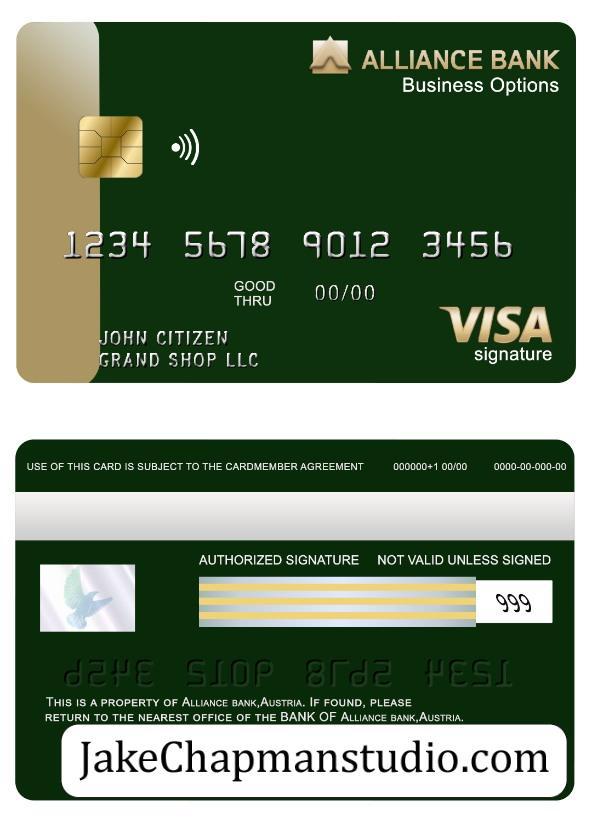 ALLIANCE BANK
Business Options
1234 5678 9012 3456
GOOD
THRU
00/00
JOHN CITIZEN
GRAND SHOP LLC
VISA
signature
USE OF THIS CARD IS SUBJECT TO THE CARDMEMBER AGREEMENT 000000+1 00/00 0000-00-000-00
AUTHORIZED SIGNATURE NOT VALID UNLESS SIGNED
999
THIS IS A PROPERTY OF ALLIANCE BANK,AUSTRIA. IF FOUND, PLEASE
RETURN TO THE NEAREST OFFICE OF THE BANK OF ALLIANCE BANK,AUSTRIA.
JakeChapmanstudio.com